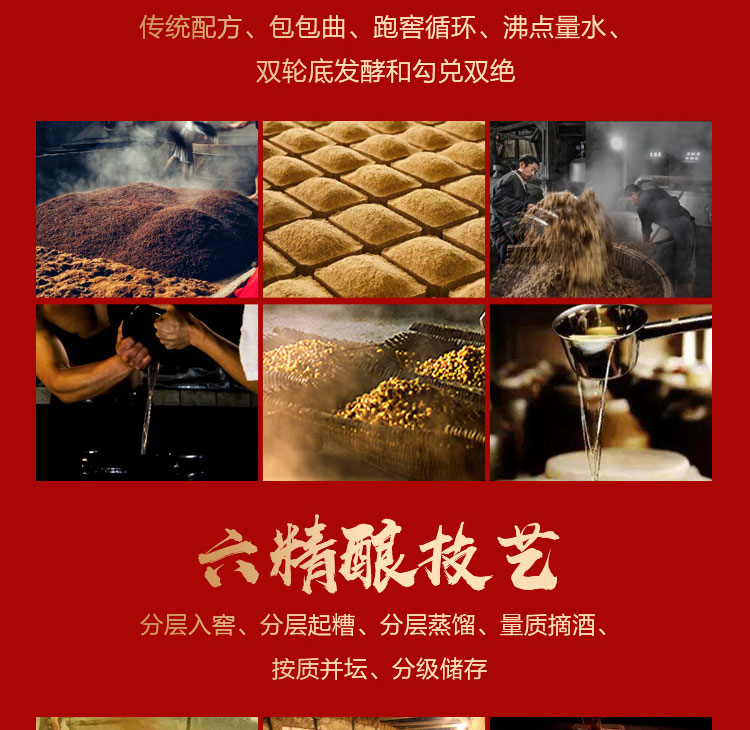 传统配方、包包曲、跑窖循环、沸点量水、
双轮底发酵和勾兑双绝
六精酿技艺
分层入窖、分层起糟、分层蒸馏、量质摘酒、
按质并坛、分级储存